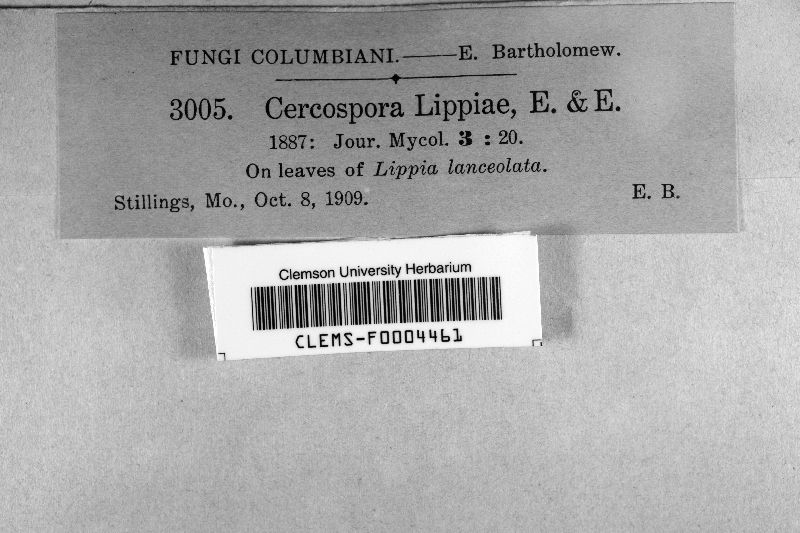 FUNGI COLUMBIANI.——E. Bartholomew.
3005. Cercospora Lippiae, E. & E.
1887: Jour. Mycol. 3 : 20.
On leaves of Lippia lanceolata.
Stillings, Mo., Oct. 8, 1909. E. B.
Clemson University Herbarium
CLEMS-F0004461